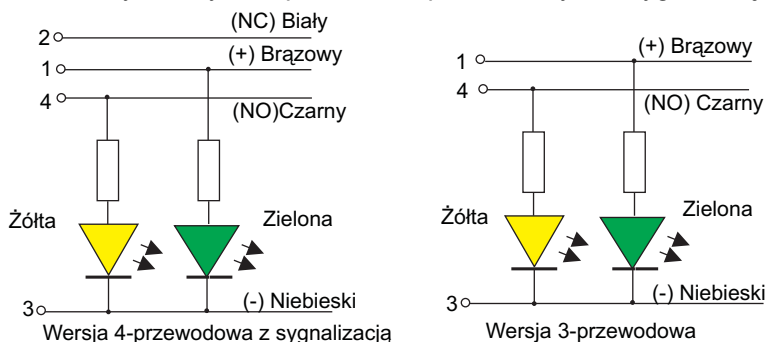 (NC) Biały
2
(+) Brązowy
1
4
(NO)Czarny
Żółta
Zielona
(-) Niebieski
3
Wersja 4-przewodowa z sygnalizacją
(+) Brązowy
1
4
(NO) Czarny
Żółta
Zielona
(-) Niebieski
3
Wersja 3-przewodowa